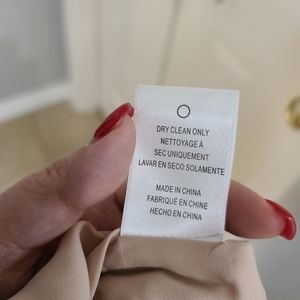 DRY CLEAN ONLY
NETTOYAGE À
SEC UNIQUEMENT
LAVAR EN SECO SOLAMENTE
MADE IN CHINA
FABRIQUÉ EN CHINE
HECHO EN CHINA